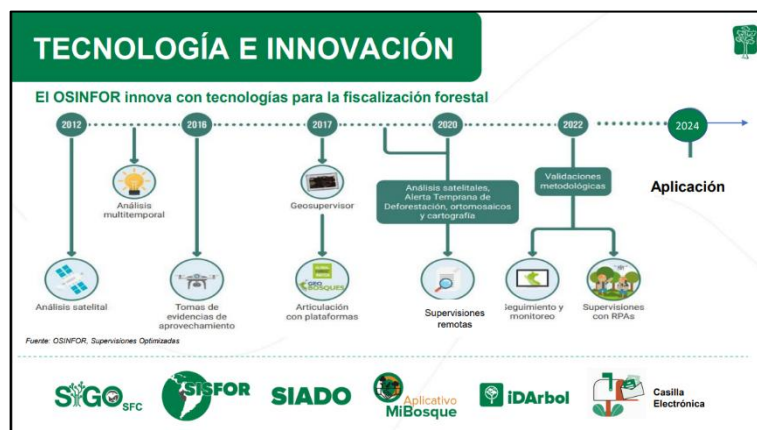 TECNOLOGÍA E INNOVACIÓN
El OSINFOR innova con tecnologías para la fiscalización forestal
2012
2016
2017
2020
2022
2024
Análisis
multitemporal
Geosupervisor
Análisis satelitales,
Alerta Temprana de
Deforestación, ortomosaicos
y cartografía
Validaciones
metodológicas
Aplicación
Análisis satelital
Tomas de
evidencias de
aprovechamiento
GEO
BOSQUES
Articulación
con plataformas
Supervisiones
remotas
leguimiento y
monitoreo
Supervisiones
con RPAs
Fuente: OSINFOR, Supervisiones Optimizadas
SIGO SFC
SISFOR
SIADO
Aplicativo
MiBosque
iDArbol
Casilla
Electrónica